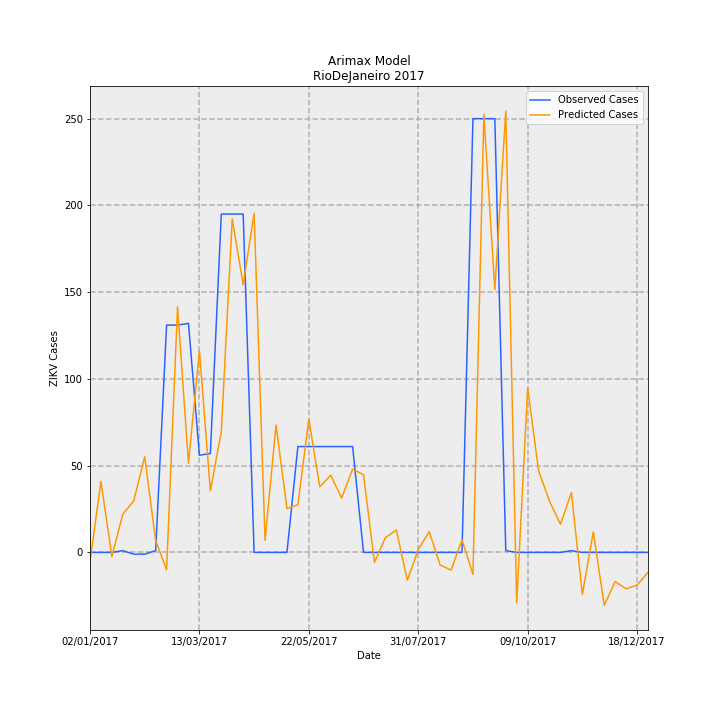 Arimax Model
RioDeJaneiro 2017
Observed Cases
Predicted Cases
250
200
150
100
50
0
ZIKV Cases
02/01/2017 13/03/2017 22/05/2017 31/07/2017 09/10/2017 18/12/2017
Date